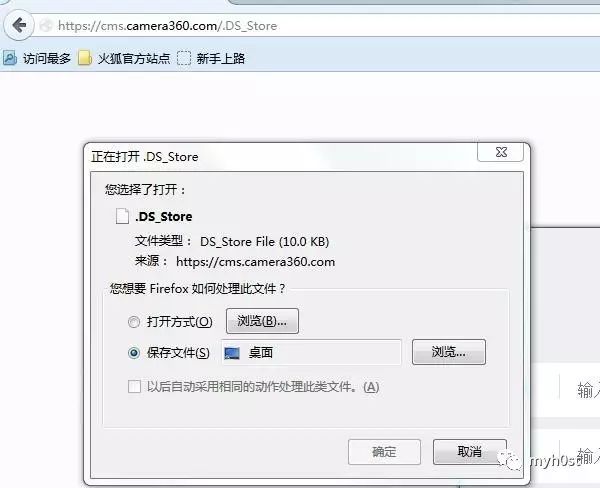 https://cms.camera360.com/.DS_Store
访问最多 火狐官方站点 新手上路
正在打开 .DS_Store
您选择了打开：
.DS_Store
文件类型： DS_Store File (10.0 KB)
来源： https://cms.camera360.com
您想要 Firefox 如何处理此文件？
打开方式(O) 浏览(B)...
保存文件(S) 桌面 浏览...
以后自动采用相同的动作处理此类文件。(A)
输入
确定 取消
输入
myh0st